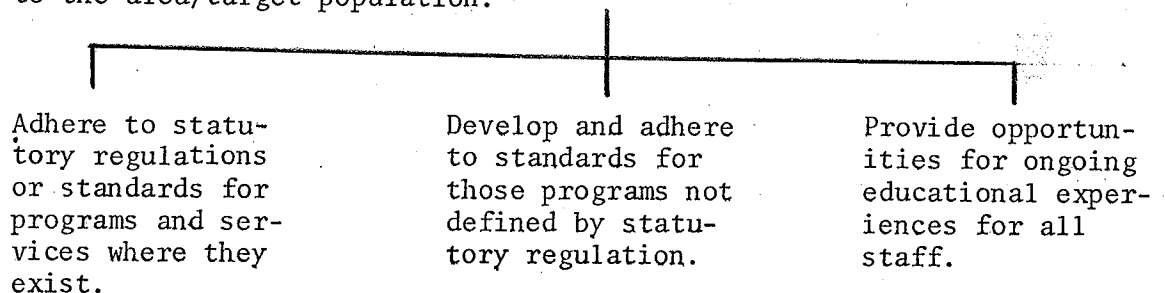 to the area/target population.
Adhere to statu-
tory regulations
or standards for
programs and ser-
vices where they
exist.
Develop and adhere
to standards for
those programs not
defined by statu-
tory regulation.
Provide opportun-
ities for ongoing
educational exper-
iences for all
staff.